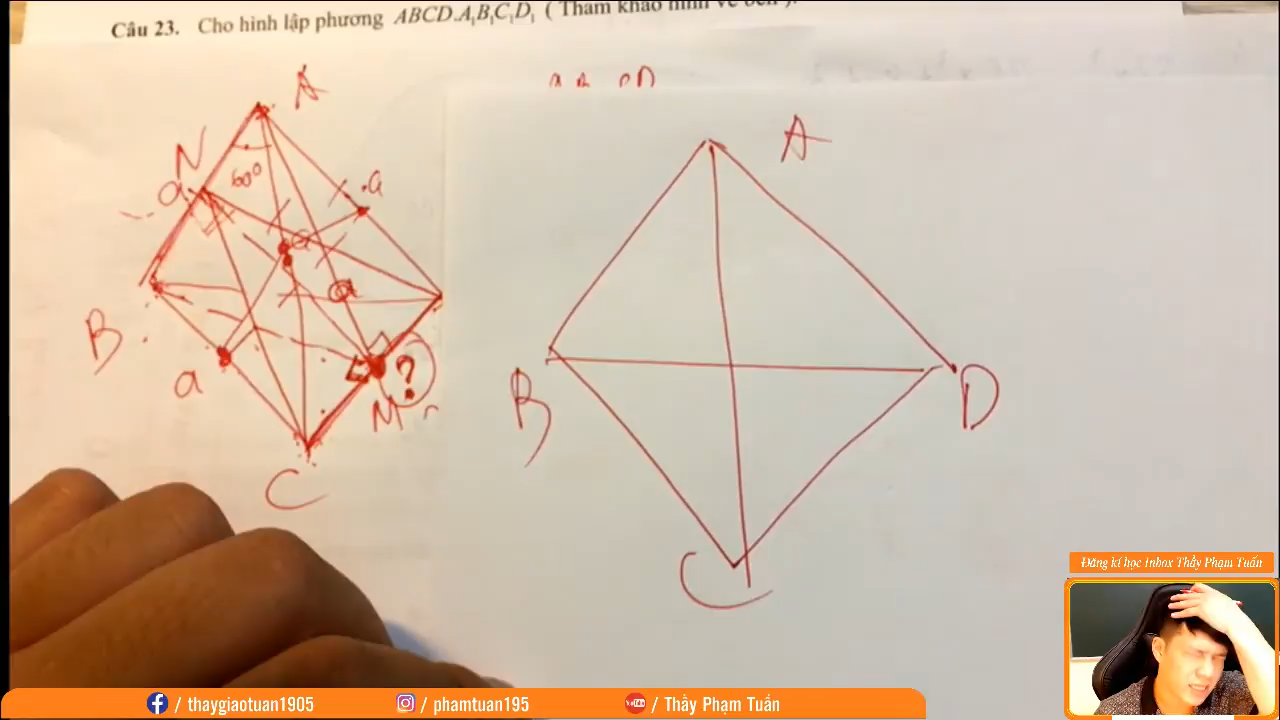 Câu 23. Cho hình lập phương ABCD.A₁B₁C₁D₁ ( Tham khảo hình vẽ bên ).
A
N
a
60°
a
a
a
B
a
?
M
C
A
B
D
C
Đăng kí học Inbox Thầy Phạm Tuấn
/ thaygiaotuan1905
/ phamtuan195
YouTube
/ Thầy Phạm Tuấn